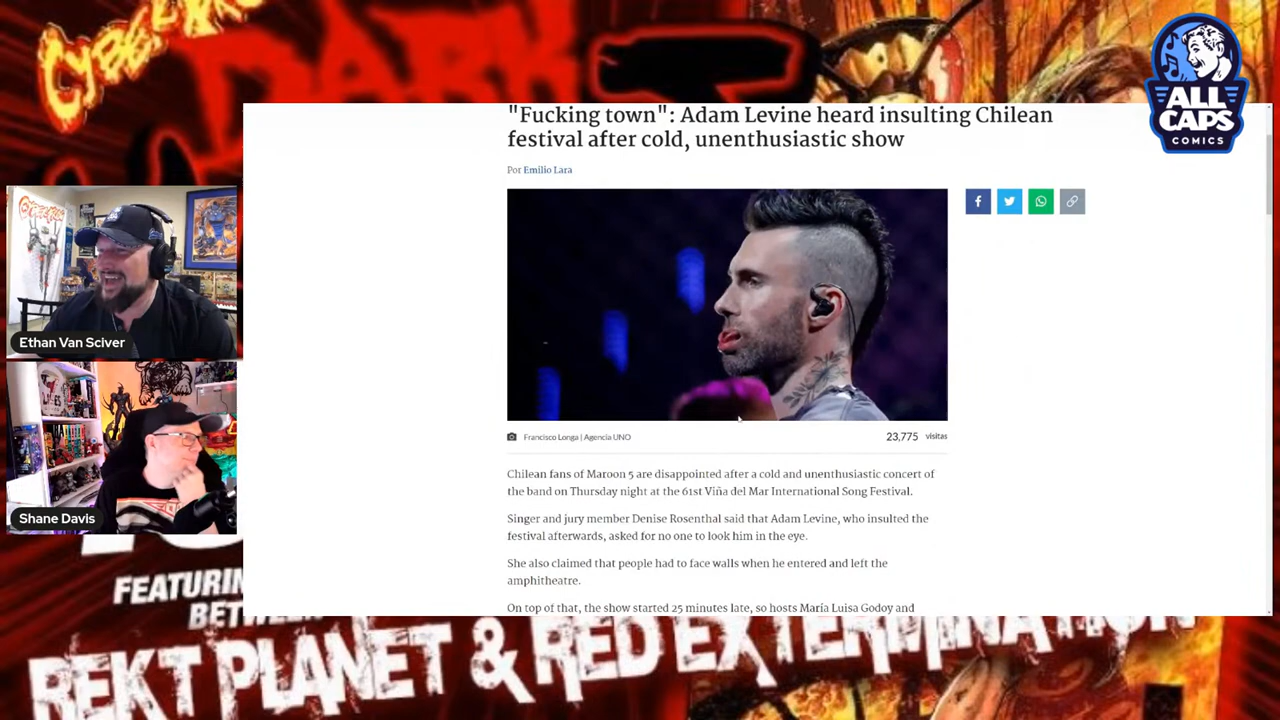 CYBERFROG
DARK
ALL
CAPS
COMICS
"Fucking town": Adam Levine heard insulting Chilean
festival after cold, unenthusiastic show
Por Emilio Lara
Francisco Longa | Agencia UNO
23,775 visitas
Chilean fans of Maroon 5 are disappointed after a cold and unenthusiastic concert of
the band on Thursday night at the 61st Viña del Mar International Song Festival.
Singer and jury member Denise Rosenthal said that Adam Levine, who insulted the
festival afterwards, asked for no one to look him in the eye.
She also claimed that people had to face walls when he entered and left the
amphitheatre.
On top of that, the show started 25 minutes late, so hosts María Luisa Godoy and
Ethan Van Sciver
Shane Davis
REKT PLANET & RED EXTERMINATION